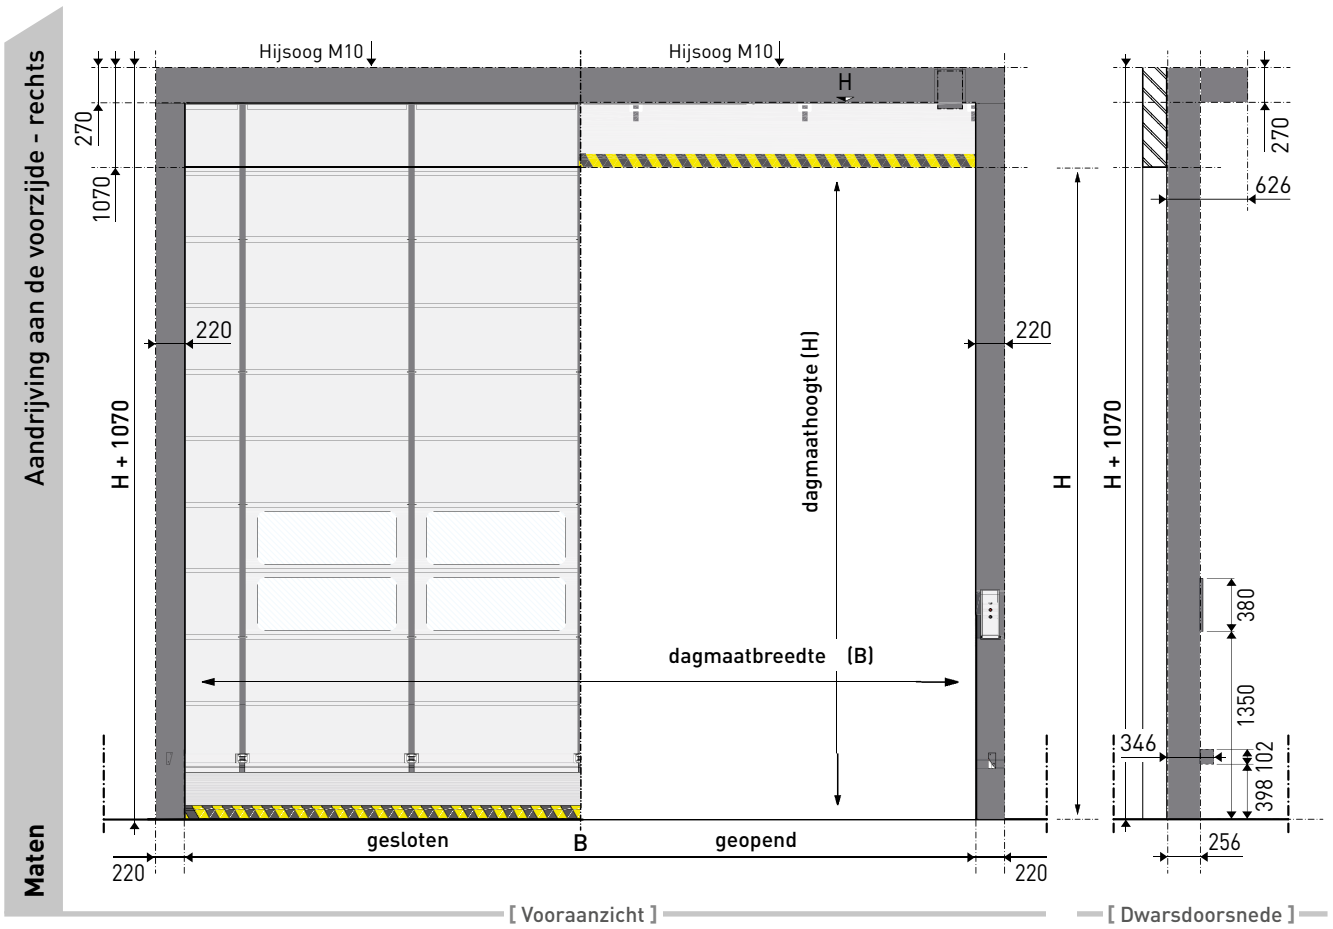 Aandrijving aan de voorzijde - rechts
Maten
Hijsoog M10
Hijsoog M10
H
270
1070
H + 1070
220
220
dagmaathoogte (H)
dagmaatbreedte (B)
H
gesloten
B
geopend
220
220
[ Vooraanzicht ]
270
626
H + 1070
380
1350
346
102
398
256
[ Dwarsdoorsnede ]